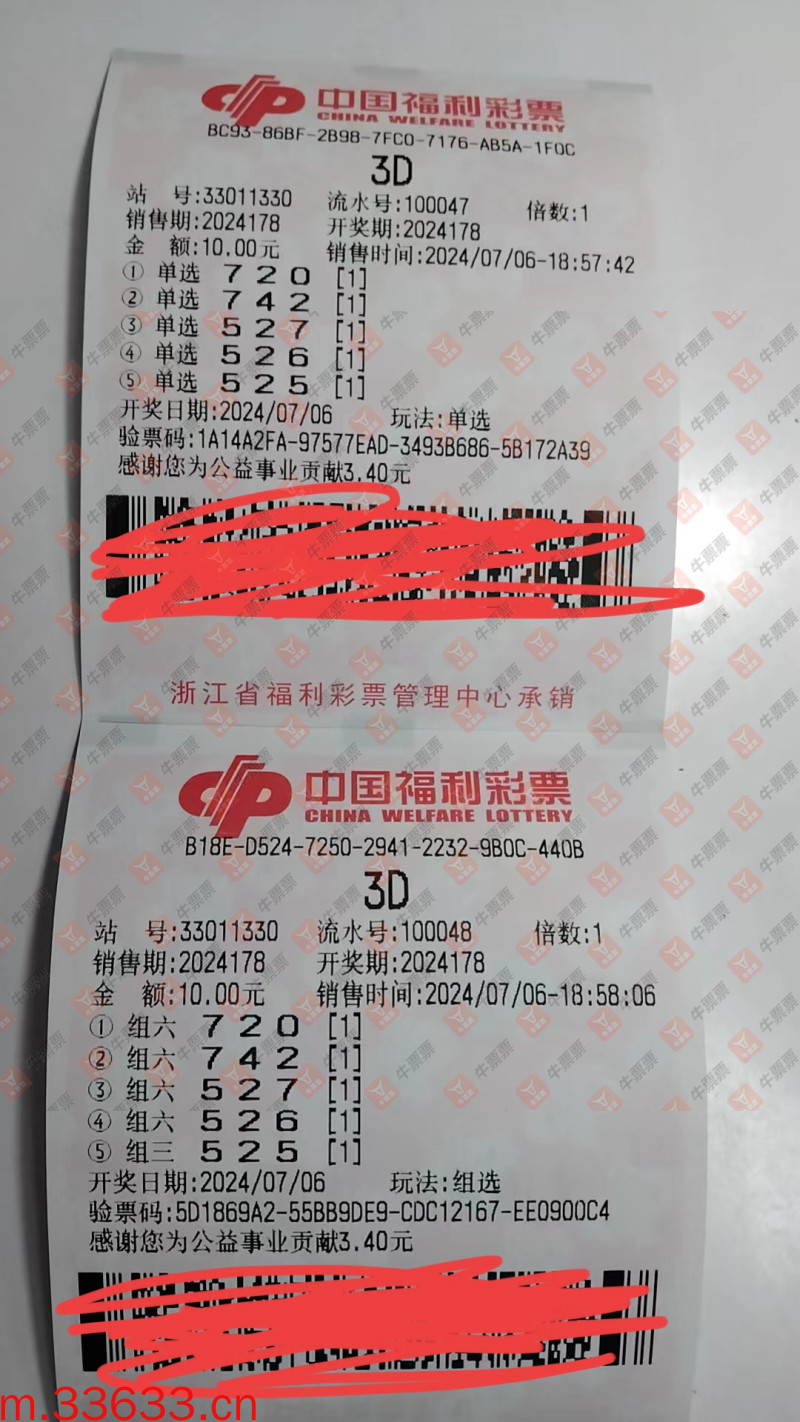 中国福利彩票
CHINA WELFARE LOTTERY
BC93-86BF-2B9B-7FC0-7176-AB5A-1F0C
3D
站 号:33011330 流水号:100047 倍数:1
销售期:2024178 开奖期:2024178
金 额:10.00元 销售时间:2024/07/06-18:57:42
① 单选 7 2 0 [1]
② 单选 7 4 2 [1]
③ 单选 5 2 7 [1]
④ 单选 5 2 6 [1]
⑤ 单选 5 2 5 [1]
开奖日期:2024/07/06 玩法:单选
验票码:1A14A2FA-97577EAD-3493B686-5B172A39
感谢您为公益事业贡献3.40元
浙江省福利彩票管理中心承销
中国福利彩票
CHINA WELFARE LOTTERY
B18E-D524-7250-2941-2232-9B0C-440B
3D
站 号:33011330 流水号:100048 倍数:1
销售期:2024178 开奖期:2024178
金 额:10.00元 销售时间:2024/07/06-18:58:06
① 组六 7 2 0 [1]
② 组六 7 4 2 [1]
③ 组六 5 2 7 [1]
④ 组六 5 2 6 [1]
⑤ 组三 5 2 5 [1]
开奖日期:2024/07/06 玩法:组选
验票码:5D1869A2-55BB9DE9-CDC12167-EE0900C4
感谢您为公益事业贡献3.40元
牛票票
m.33633.cn